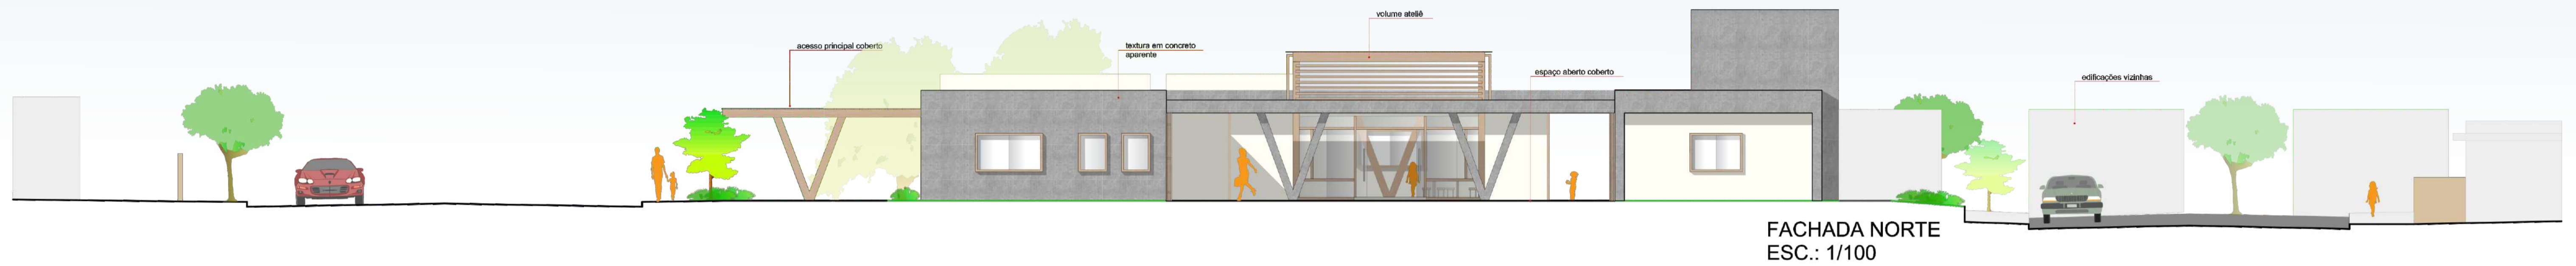 volume ateliê
acesso principal coberto
textura em concreto
aparente
espaço aberto coberto
edificações vizinhas
FACHADA NORTE
ESC.: 1/100